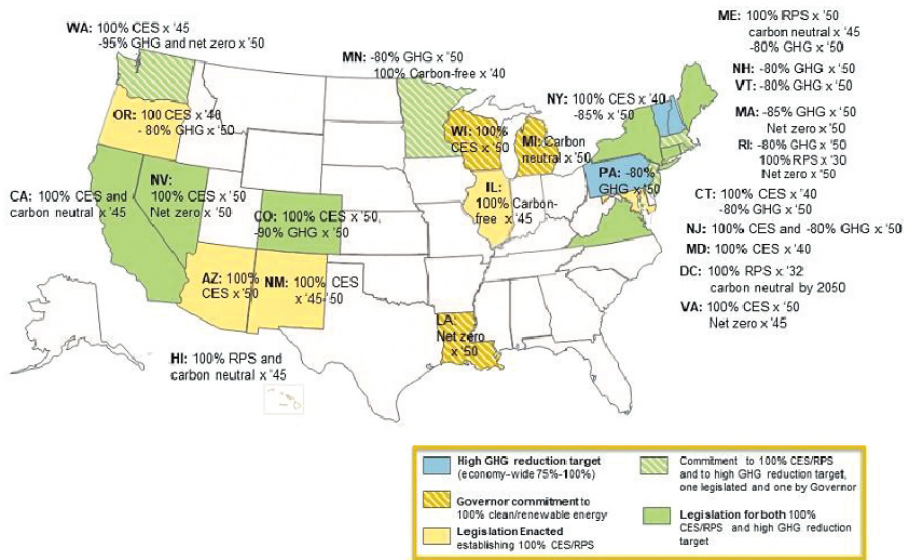 WA: 100% CES x '45
-95% GHG and net zero x '50
MN: -80% GHG x '50
100% Carbon-free x '40
ME: 100% RPS x '50
carbon neutral x '45
-80% GHG x '50
NH: -80% GHG x '50
VT: -80% GHG x '50
NY: 100% CES x '40
-85% x '50
MA: -85% GHG x '50
Net zero x '50
OR: 100 CES x '40
- 80% GHG x '50
WI: 100%
CES x '50
MI: Carbon
neutral x '50
RI: -80% GHG x '50
100% RPS x '30
Net zero x '50
PA: -80%
GHG x '50
CA: 100% CES and
carbon neutral x '45
NV:
100% CES x '50
Net zero x '50
CO: 100% CES x '50,
-90% GHG x '50
IL:
100% Carbon-
free x '45
CT: 100% CES x '40
-80% GHG x '50
NJ: 100% CES and -80% GHG x '50
MD: 100% CES x '40
DC: 100% RPS x '32
carbon neutral by 2050
VA: 100% CES x '50
Net zero x '45
AZ: 100%
CES x '50
NM: 100% CES
x '45-'50
LA:
Net zero
x '50
HI: 100% RPS and
carbon neutral x '45
High GHG reduction target
(economy-wide 75%-100%)
Governor commitment to
100% clean/renewable energy
Legislation Enacted
establishing 100% CES/RPS
Commitment to 100% CES/RPS
and to high GHG reduction target,
one legislated and one by Governor
Legislation for both 100%
CES/RPS and high GHG reduction
target